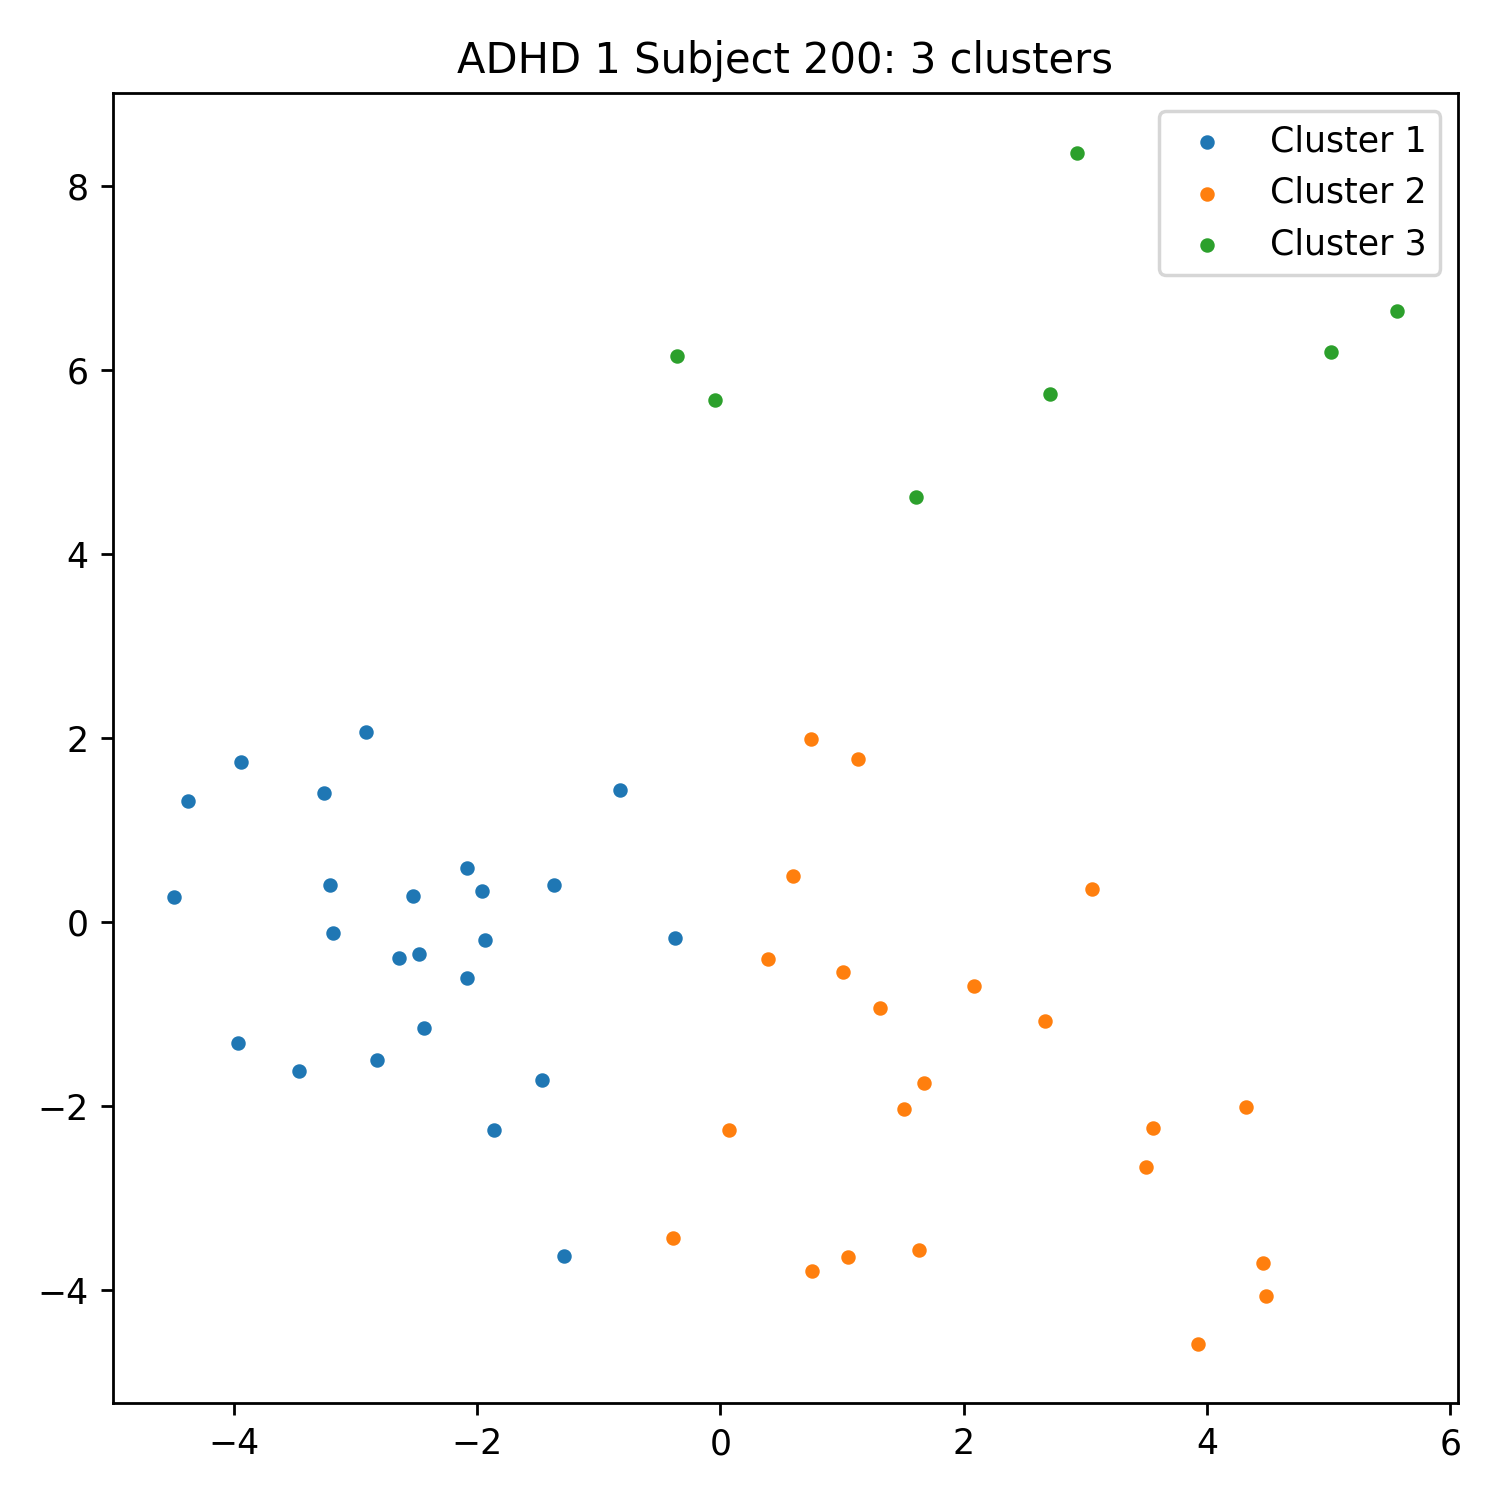 ADHD 1 Subject 200: 3 clusters
Cluster 1
Cluster 2
Cluster 3
8
6
4
2
0
−2
−4
−4 −2 0 2 4 6